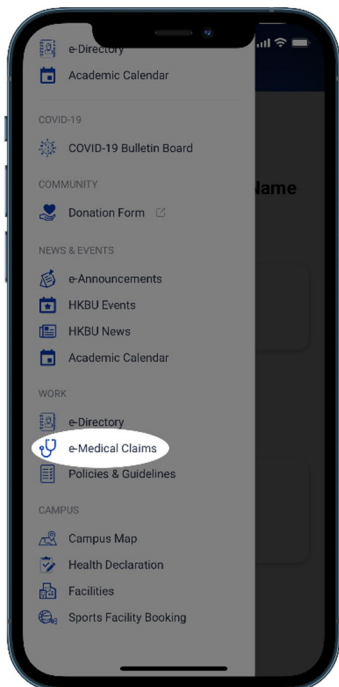 e-Directory
Academic Calendar
COVID-19
COVID-19 Bulletin Board
COMMUNITY
Name
Donation Form
NEWS & EVENTS
e-Announcements
HKBU Events
HKBU News
Academic Calendar
WORK
e-Directory
e-Medical Claims
Policies & Guidelines
CAMPUS
Campus Map
Health Declaration
Facilities
Sports Facility Booking